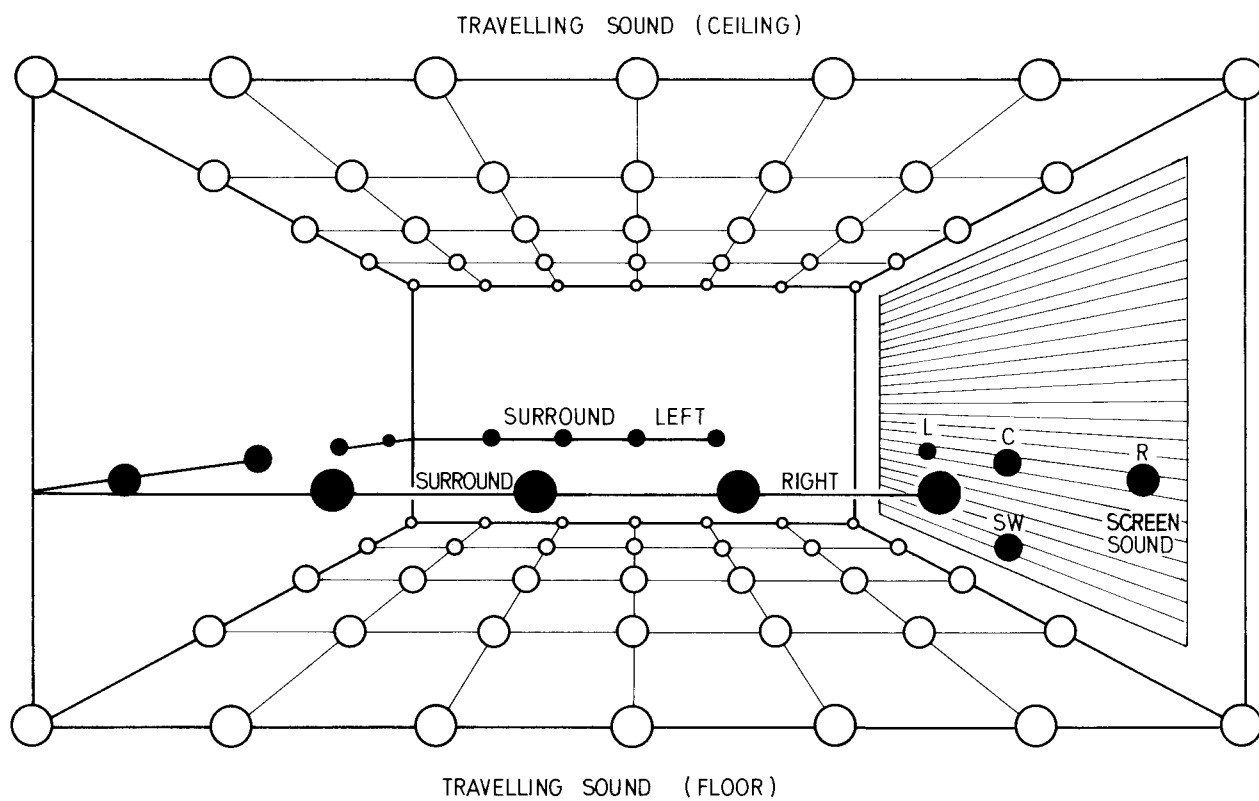 TRAVELLING SOUND (CEILING)
SURROUND LEFT
L
C
R
SURROUND RIGHT
SW
SCREEN
SOUND
TRAVELLING SOUND (FLOOR)